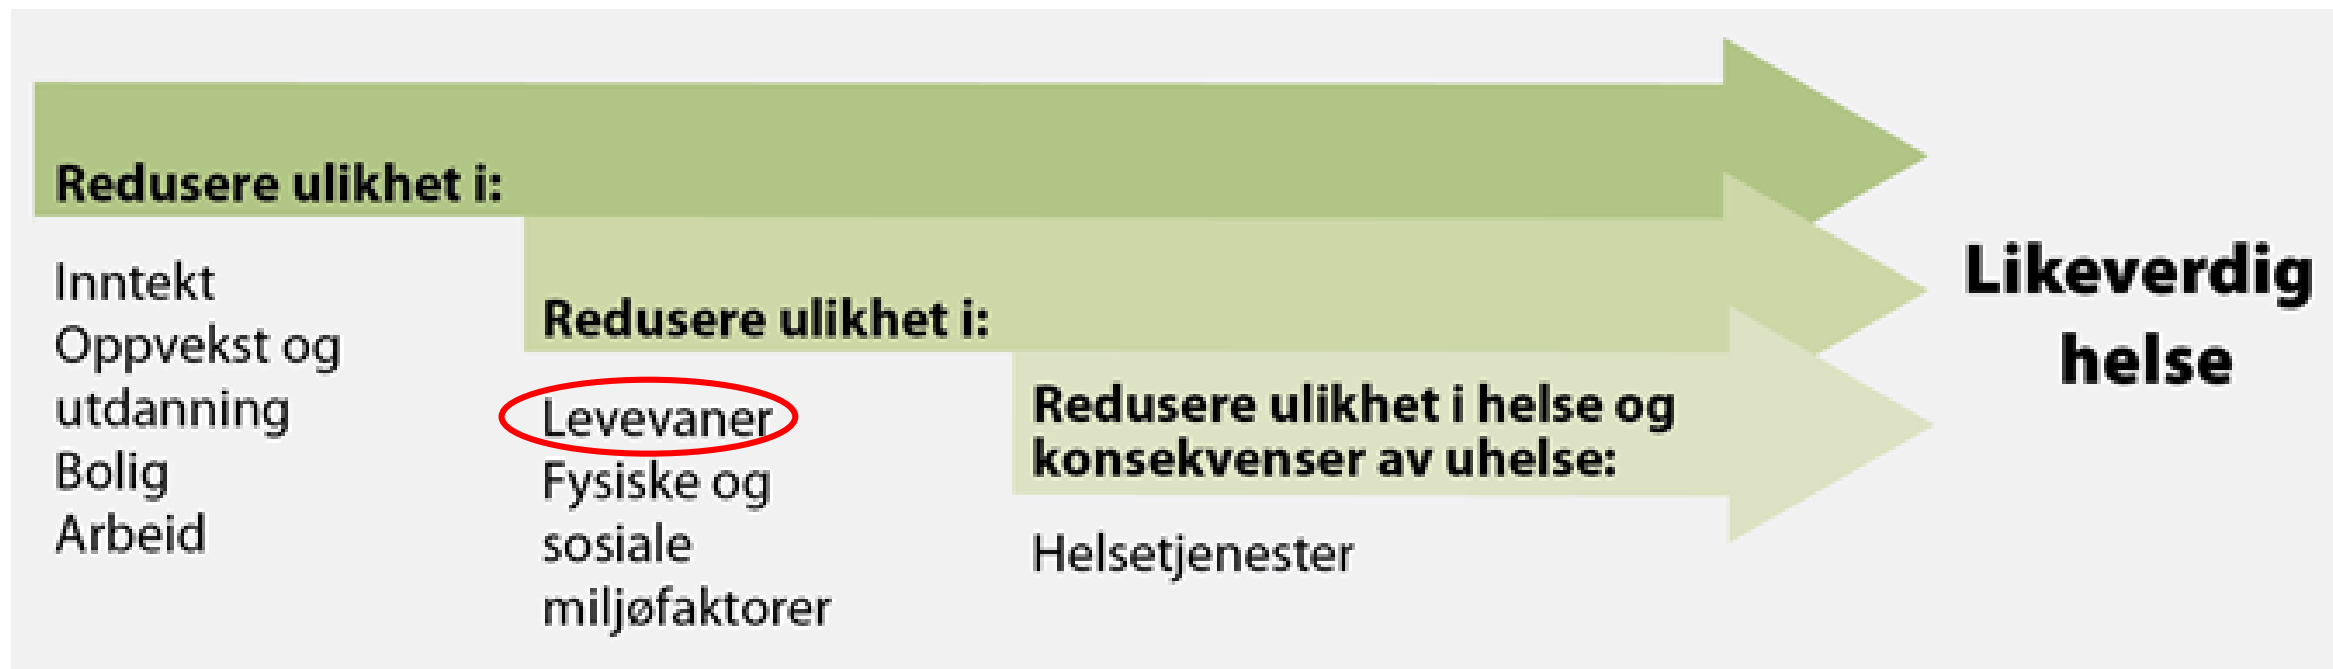 Redusere ulikhet i:
Inntekt
Oppvekst og
utdanning
Bolig
Arbeid
Redusere ulikhet i:
Levevaner
Fysiske og
sosiale
miljøfaktorer
Redusere ulikhet i helse og
konsekvenser av uhelse:
Helsetjenester
Likeverdig
helse